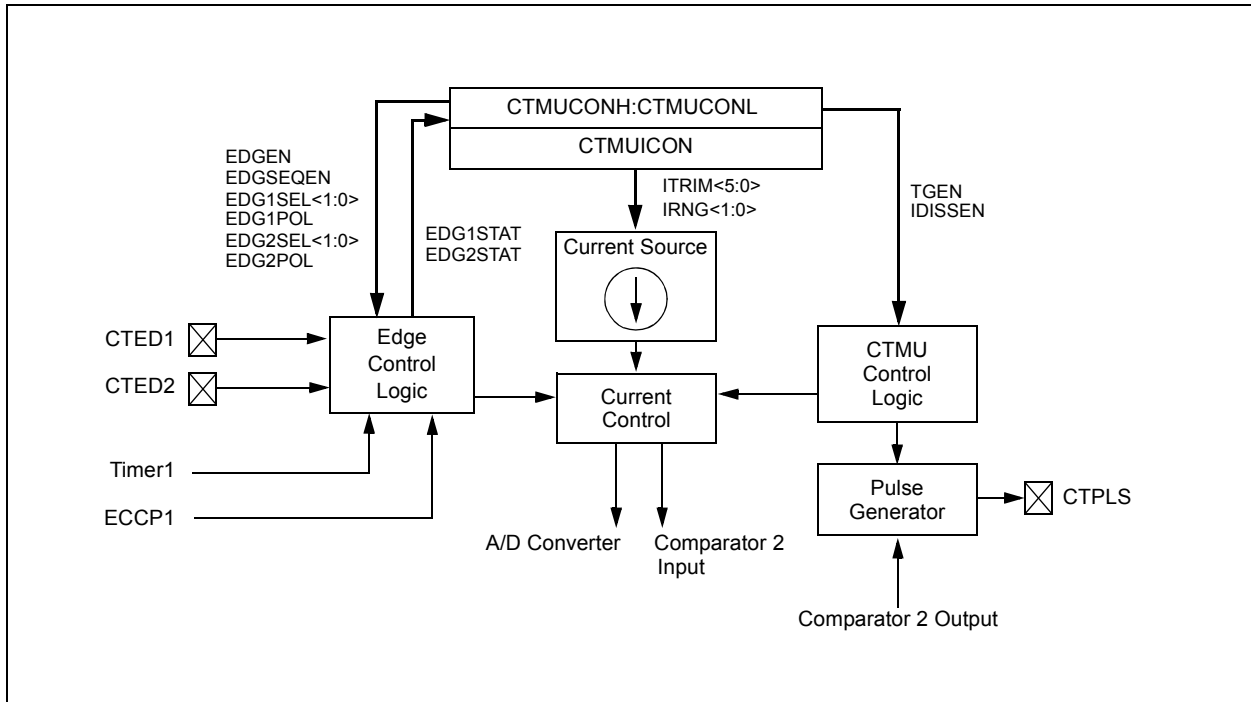 CTMUCONH:CTMUCONL
CTMUICON
EDGEN
EDGSEQEN
EDG1SEL<1:0>
EDG1POL
EDG2SEL<1:0>
EDG2POL
EDG1STAT
EDG2STAT
ITRIM<5:0>
IRNG<1:0>
TGEN
IDISSEN
Current Source
CTED1
CTED2
Edge
Control
Logic
Current
Control
CTMU
Control
Logic
Timer1
ECCP1
Pulse
Generator
CTPLS
A/D Converter
Comparator 2
Input
Comparator 2 Output